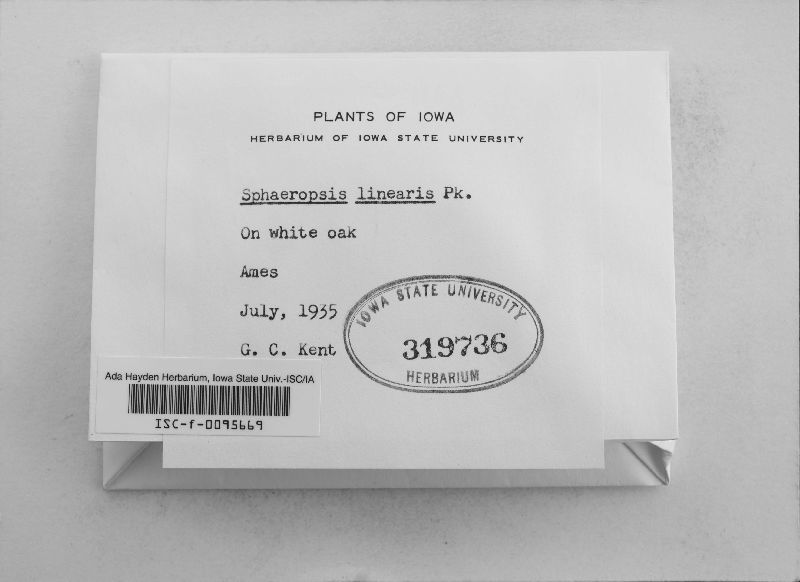 PLANTS OF IOWA
HERBARIUM OF IOWA STATE UNIVERSITY
Sphaeropsis linearis Pk.
On white oak
Ames
July, 1935
G. C. Kent
IOWA STATE UNIVERSITY
319736
HERBARIUM
Ada Hayden Herbarium, Iowa State Univ.-ISC/IA
ISC-f-0095669